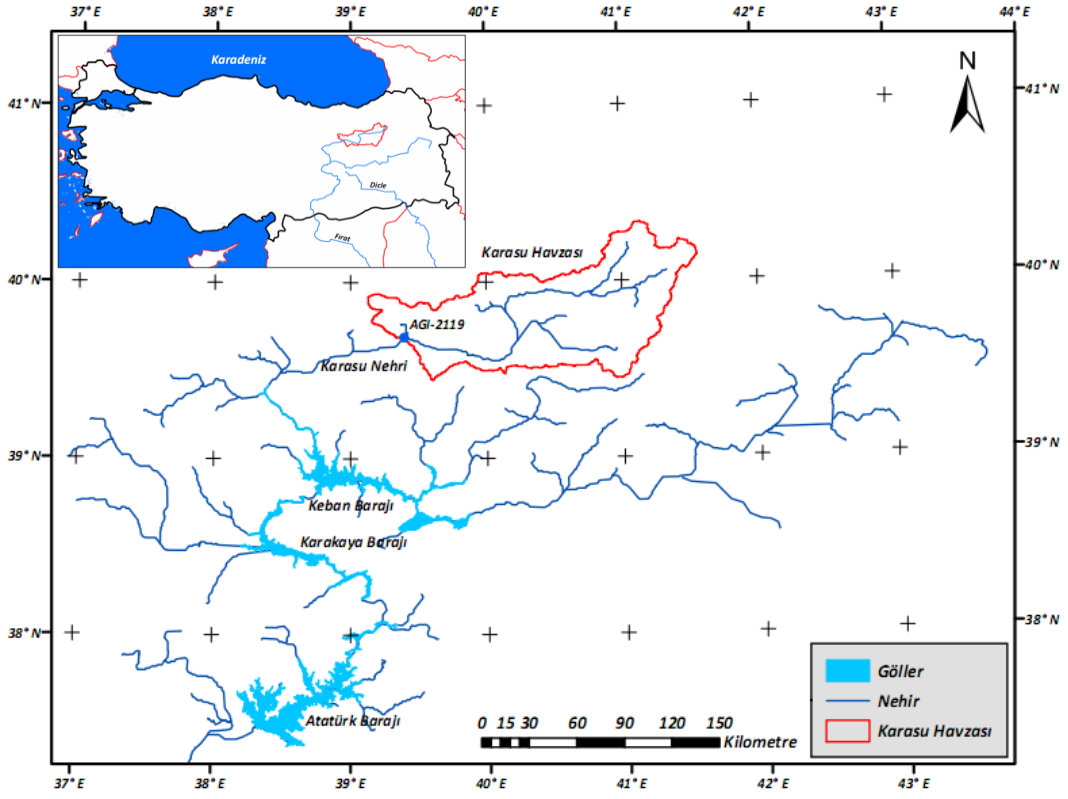 37° E 38° E 39° E 40° E 41° E 42° E 43° E 44° E
Karadeniz
N
41° N 41° N
Dicle
Fırat
Karasu Havzası
40° N 40° N
AGI-2119
Karasu Nehri
39° N 39° N
Keban Barajı
Karakaya Barajı
38° N 38° N
Göller
Nehir
Atatürk Barajı
0 15 30 60 90 120 150
Kilometre
Karasu Havzası
37° E 38° E 39° E 40° E 41° E 42° E 43° E